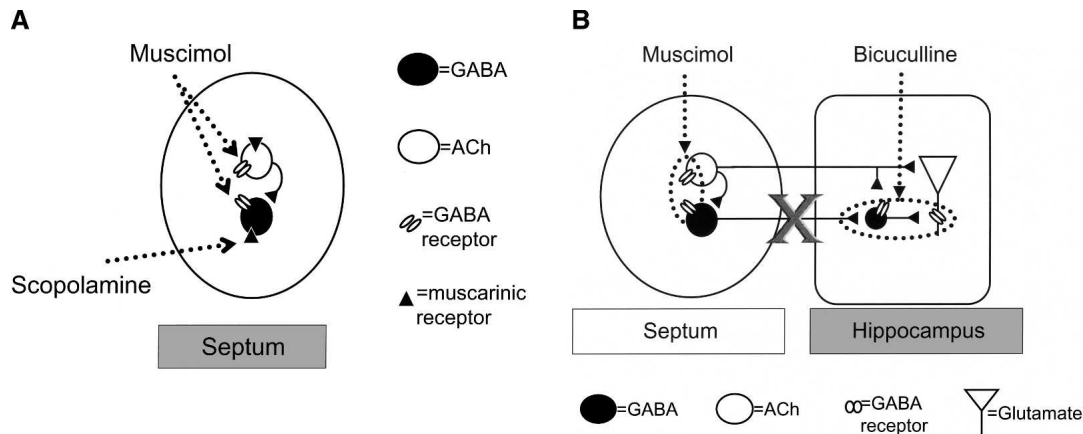 A
Muscimol
Scopolamine
Septum
=GABA
=ACh
=GABA
receptor
=muscarinic
receptor
B
Muscimol
Bicuculline
X
Septum
Hippocampus
=GABA
=ACh
=GABA
receptor
=Glutamate